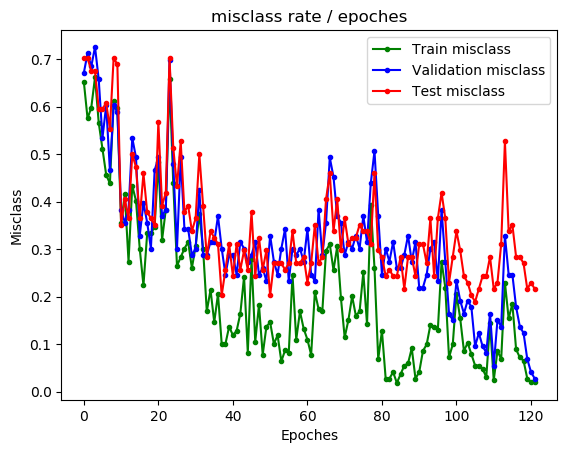 misclass rate / epoches
Train misclass
Validation misclass
Test misclass
Misclass
0.7
0.6
0.5
0.4
0.3
0.2
0.1
0.0
0 20 40 60 80 100 120
Epoches